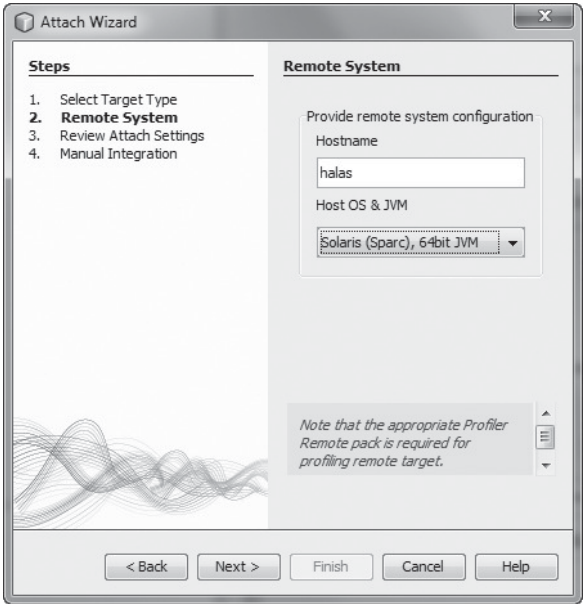 Attach Wizard
x
Steps
1. Select Target Type
2. Remote System
3. Review Attach Settings
4. Manual Integration
Remote System
Provide remote system configuration
Hostname
halas
Host OS & JVM
Solaris (Sparc), 64bit JVM
Note that the appropriate Profiler
Remote pack is required for
profiling remote target.
< Back
Next >
Finish
Cancel
Help